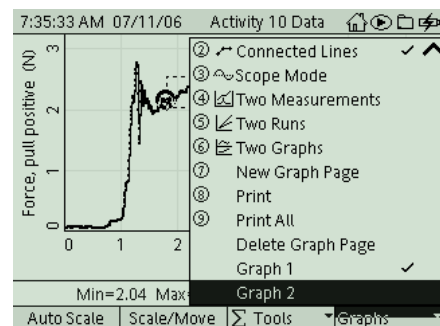 7:35:33 AM 07/11/06 Activity 10 Data
Force, pull positive (N)
3
2
1
0
0 1 2
② Connected Lines ✓
③ Scope Mode
④ Two Measurements
⑤ Two Runs
⑥ Two Graphs
⑦ New Graph Page
⑧ Print
⑨ Print All
Delete Graph Page
Graph 1 ✓
Graph 2
Min=2.04 Max
Auto Scale Scale/Move Σ Tools Graphs